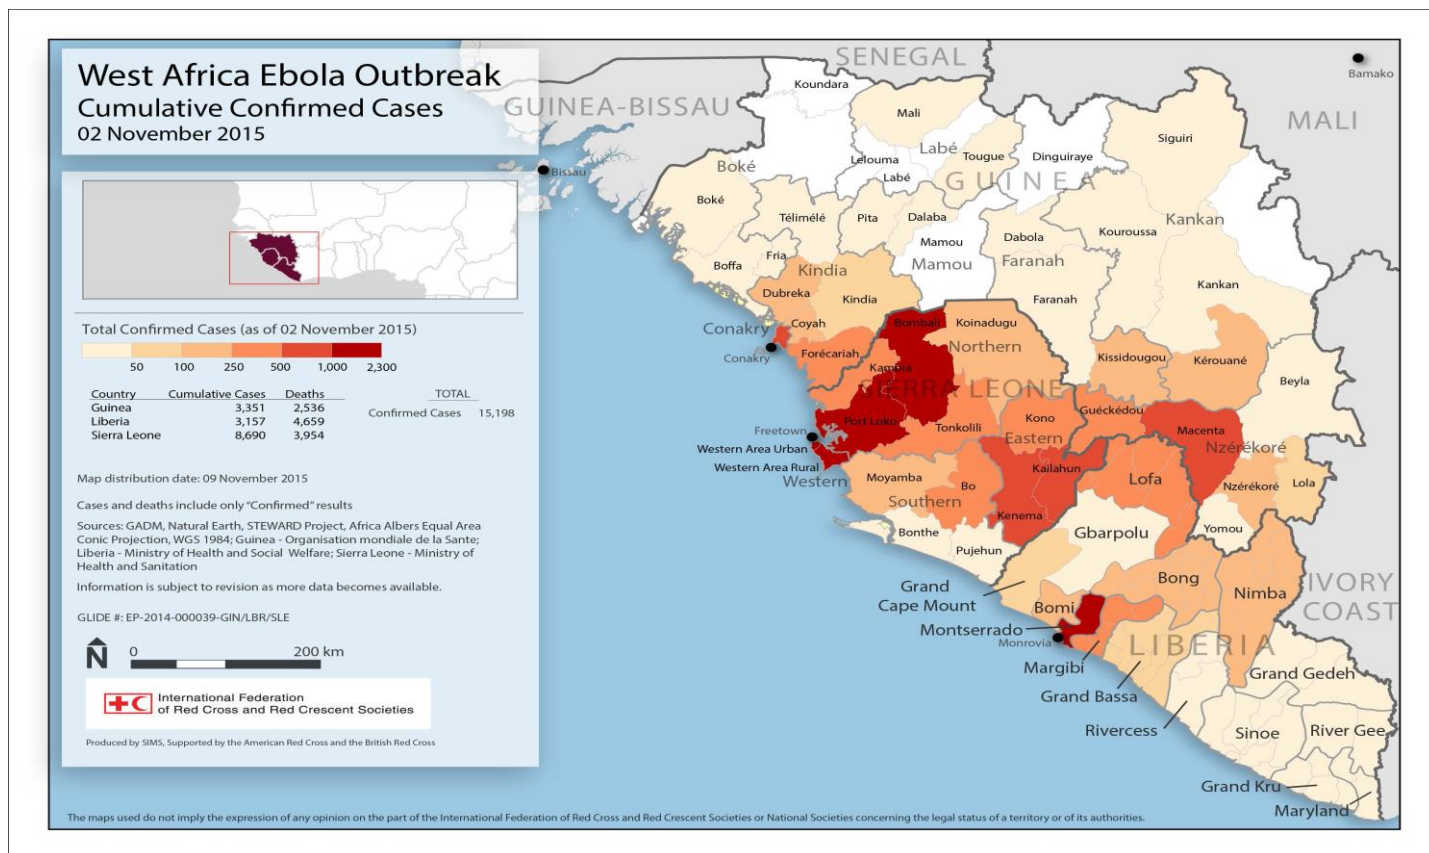 West Africa Ebola Outbreak
Cumulative Confirmed Cases
02 November 2015
Total Confirmed Cases (as of 02 November 2015)
50 100 250 500 1,000 2,300
Country Cumulative Cases Deaths
Guinea 3,351 2,536
Liberia 3,157 4,659
Sierra Leone 8,690 3,954
TOTAL
Confirmed Cases 15,198
Map distribution date: 09 November 2015
Cases and deaths include only “Confirmed” results
Sources: GADM, Natural Earth, STEWARD Project, Africa Albers Equal Area
Conic Projection, WGS 1984; Guinea - Organisation mondiale de la Sante;
Liberia - Ministry of Health and Social Welfare; Sierra Leone - Ministry of
Health and Sanitation
Information is subject to revision as more data becomes available.
GLIDE #: EP-2014-000039-GIN/LBR/SLE
N
0 200 km
International Federation
of Red Cross and Red Crescent Societies
Produced by SIMS, Supported by the American Red Cross and the British Red Cross
SENEGAL
Bamako
Koundara
GUINEA-BISSAU
Mali
MALI
Siguiri
Labé
Lelouma
Tougue
Dinguiraye
Boké
Bissau
Labé
GUINEA
Boké
Télimélé
Pita
Dalaba
Kankan
Kouroussa
Mamou
Dabola
Fria
Boffa
Kindia
Mamou
Faranah
Kankan
Dubreka
Kindia
Faranah
Coyah
Bombali
Koinadugu
Conakry
Northern
Conakry
Forécariah
Kissidougou
Kérouané
Kambia
Beyla
SIERRA LEONE
Guéckédou
Port Loko
Kono
Tonkolili
Macenta
Freetown
Eastern
Nzérékoré
Western Area Urban
Western Area Rural
Kailahun
Western
Moyamba
Bo
Lofa
Nzérékoré
Lola
Southern
Kenema
Bonthe
Yomou
Gbarpolu
Pujehun
Bong
IVORY
COAST
Grand
Cape Mount
Nimba
Bomi
Montserrado
Monrovia
LIBERIA
Margibi
Grand Gedeh
Grand Bassa
Rivercess
Sinoe
River Gee
Grand Kru
Maryland
The maps used do not imply the expression of any opinion on the part of the International Federation of Red Cross and Red Crescent Societies or National Societies concerning the legal status of a territory or of its authorities.